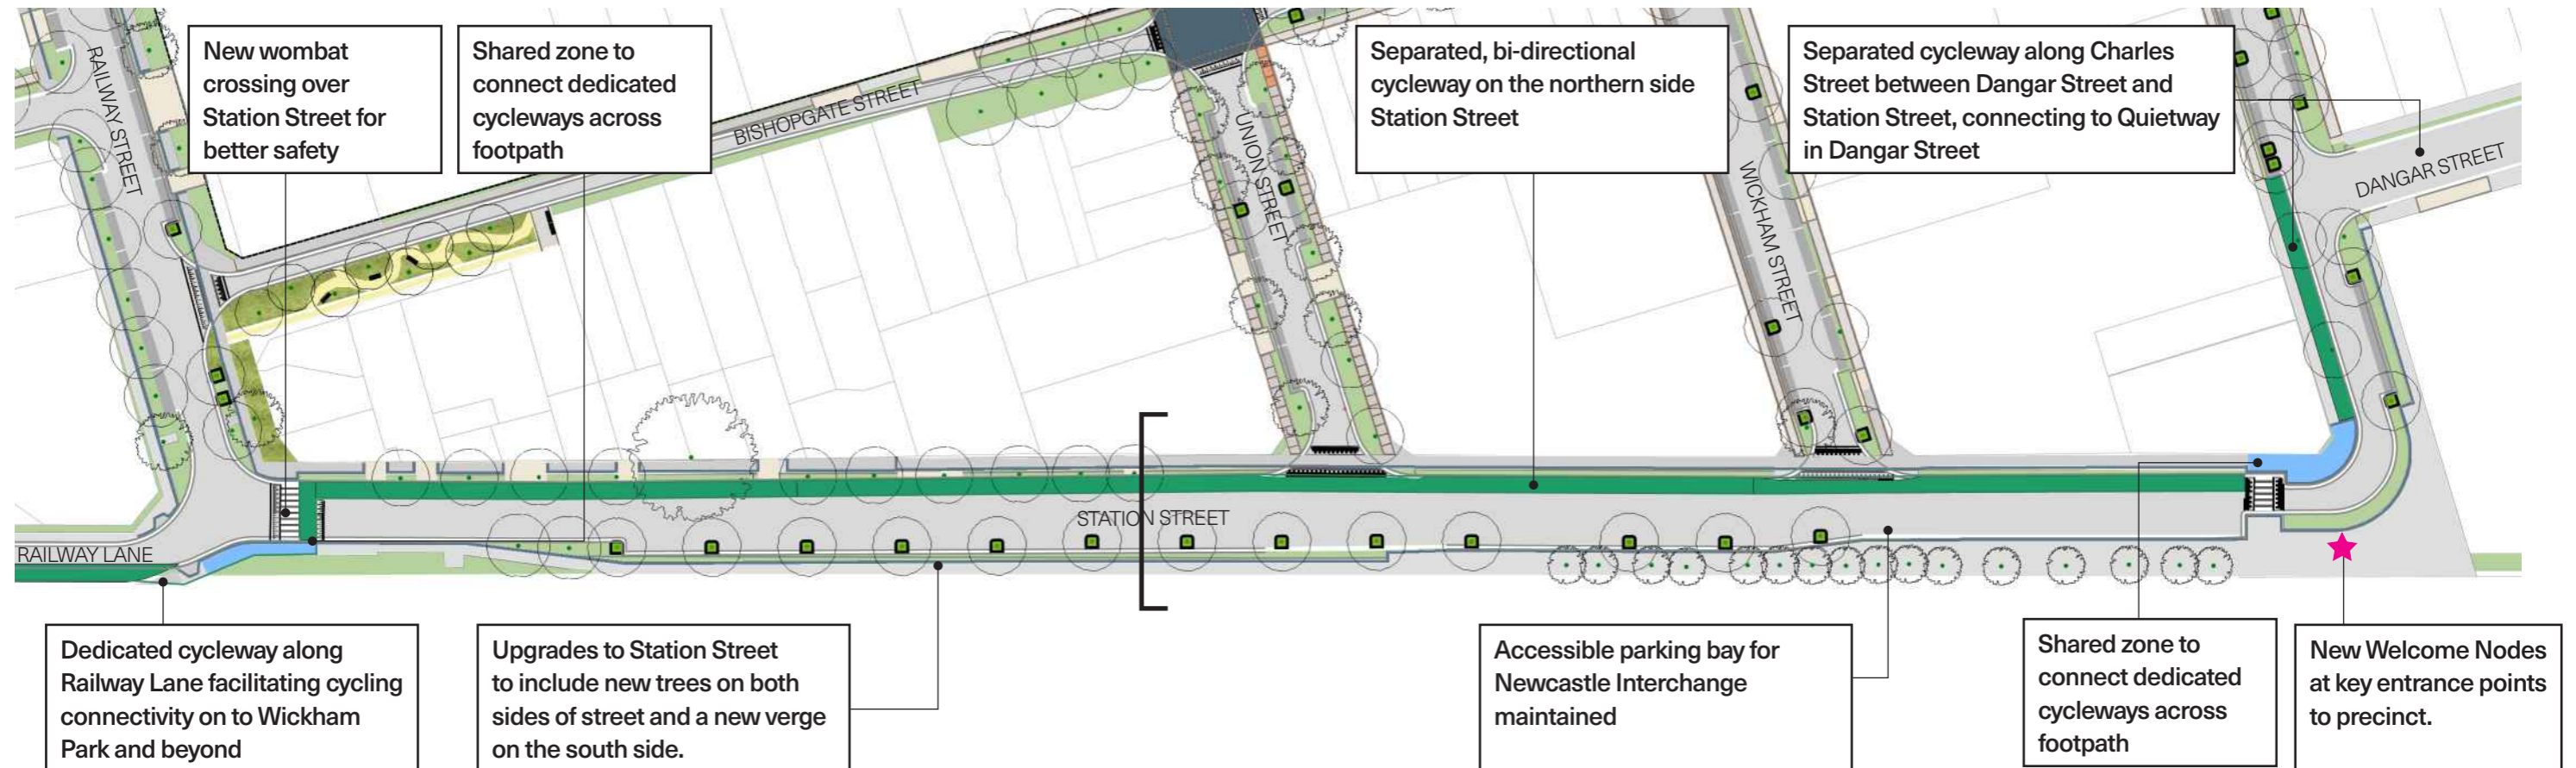 New wombat
crossing over
Station Street for
better safety
Shared zone to
connect dedicated
cycleways across
footpath
Separated, bi-directional
cycleway on the northern side
Station Street
Separated cycleway along Charles
Street between Dangar Street and
Station Street, connecting to Quietway
in Dangar Street
RAILWAY STREET
BISHOPGATE STREET
UNION STREET
WICKHAM STREET
DANGAR STREET
STATION STREET
RAILWAY LANE
Dedicated cycleway along
Railway Lane facilitating cycling
connectivity on to Wickham
Park and beyond
Upgrades to Station Street
to include new trees on both
sides of street and a new verge
on the south side.
Accessible parking bay for
Newcastle Interchange
maintained
Shared zone to
connect dedicated
cycleways across
footpath
New Welcome Nodes
at key entrance points
to precinct.